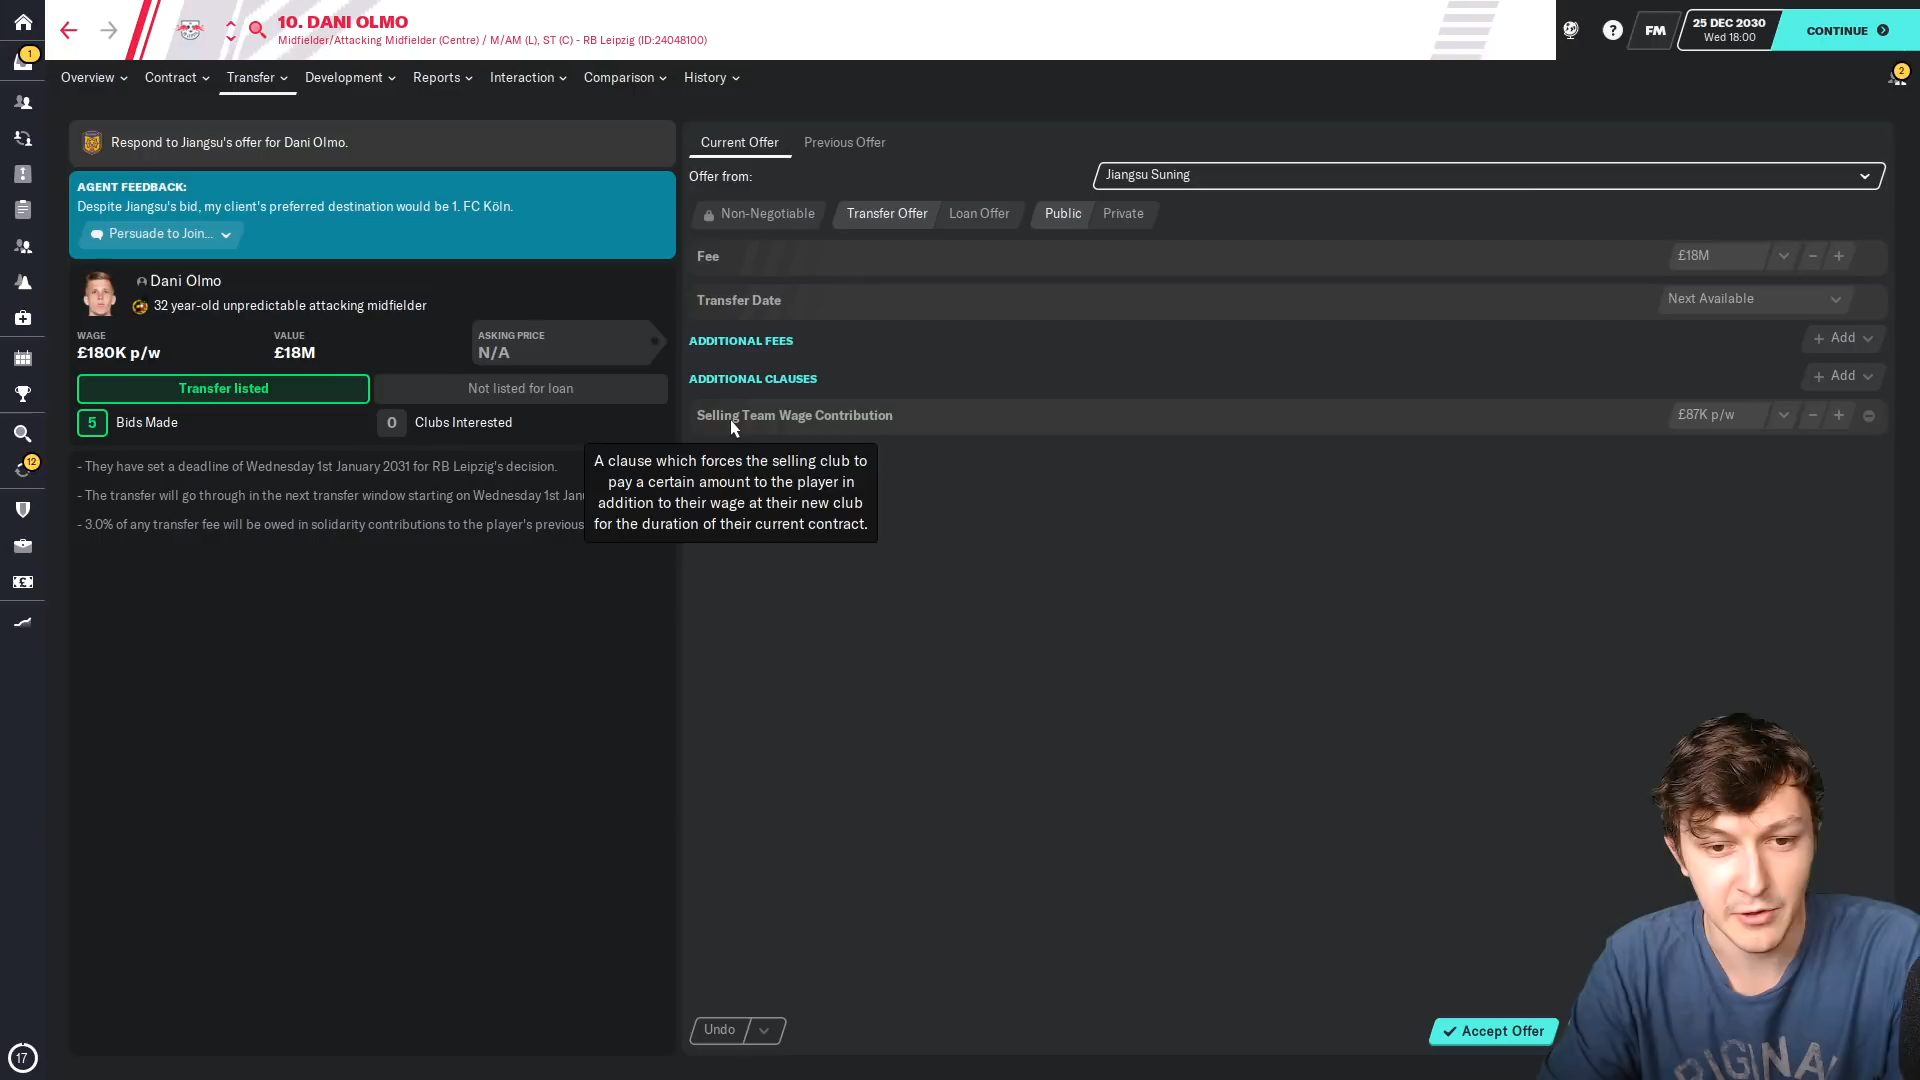 1
10. DANI OLMO
Midfielder/Attacking Midfielder (Centre) / M/AM (L), ST (C) - RB Leipzig (ID:24048100)
?
FM
25 DEC 2030
Wed 18:00
CONTINUE
Overview
Contract
Transfer
Development
Reports
Interaction
Comparison
History
2
Respond to Jiangsu's offer for Dani Olmo.
AGENT FEEDBACK:
Despite Jiangsu's bid, my client's preferred destination would be 1. FC Köln.
Persuade to Join...
Dani Olmo
32 year-old unpredictable attacking midfielder
WAGE
£180K p/w
VALUE
£18M
ASKING PRICE
N/A
Transfer listed
Not listed for loan
5 Bids Made
0 Clubs Interested
- They have set a deadline of Wednesday 1st January 2031 for RB Leipzig's decision.
- The transfer will go through in the next transfer window starting on Wednesday 1st
- 3.0% of any transfer fee will be owed in solidarity contributions to the player's previous
Current Offer
Previous Offer
Offer from:
Jiangsu Suning
Non-Negotiable
Transfer Offer
Loan Offer
Public
Private
Fee
£18M
Transfer Date
Next Available
ADDITIONAL FEES
+ Add
ADDITIONAL CLAUSES
+ Add
Selling Team Wage Contribution
£87K p/w
A clause which forces the selling club to
pay a certain amount to the player in
addition to their wage at their new club
for the duration of their current contract.
12
17
Undo
Accept Offer